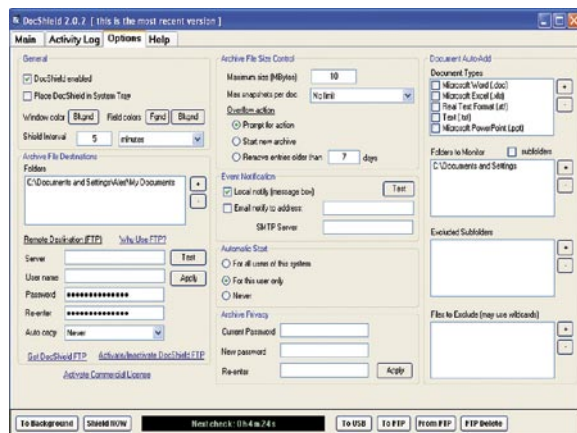 DocShield 2.0.2 [ this is the most recent version ]
Main Activity Log Options Help
General
DocShield enabled
Place DocShield in System Tray
Window color Bkgnd Field colors Fgnd Bkgnd
Shield Interval 5 minutes
Archive File Destinations
Folders
C:\Documents and Settings\Alex\My Documents
+
-
Remote Destination (FTP) Why Use FTP?
Server Test
User name Apply
Password ••••••••••••••
Re-enter ••••••••••••••
Auto copy Never
Get DocShield FTP Activate/Inactivate DocShield FTP
Activate Commercial License
Archive File Size Control
Maximum size (MBytes) 10
Max snapshots per doc No limit
Overflow action
Prompt for action
Start new archive
Remove entries older than 7 days
Event Notification
Local notify (message box) Test
Email notify to address:
SMTP Server
Automatic Start
For all users of this system
For this user only
Never
Archive Privacy
Current Password
New password
Re-enter Apply
Document Auto-Add
Document Types
Microsoft Word (.doc)
Microsoft Excel (.xls)
Real Text Format (.rtf)
Text (.txt)
Microsoft PowerPoint (.ppt)
+
-
Folders to Monitor subfolders
C:\Documents and Settings
+
-
Excluded Subfolders
+
-
Files to Exclude (may use wildcards)
+
-
To Background Shield NOW Next check: 0h4m24s To USB To FTP From FTP FTP Delete